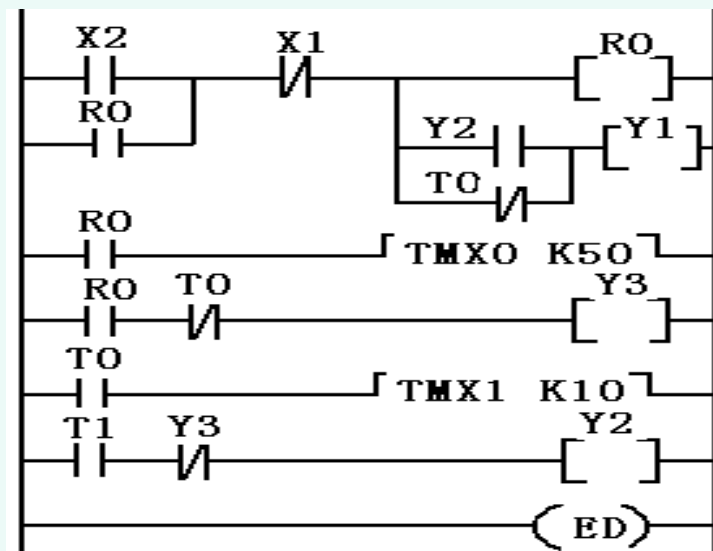 X2 X1 R0
R0 Y2 Y1
T0
R0 TMX0 K50
R0 T0 Y3
T0 TMX1 K10
T1 Y3 Y2
ED